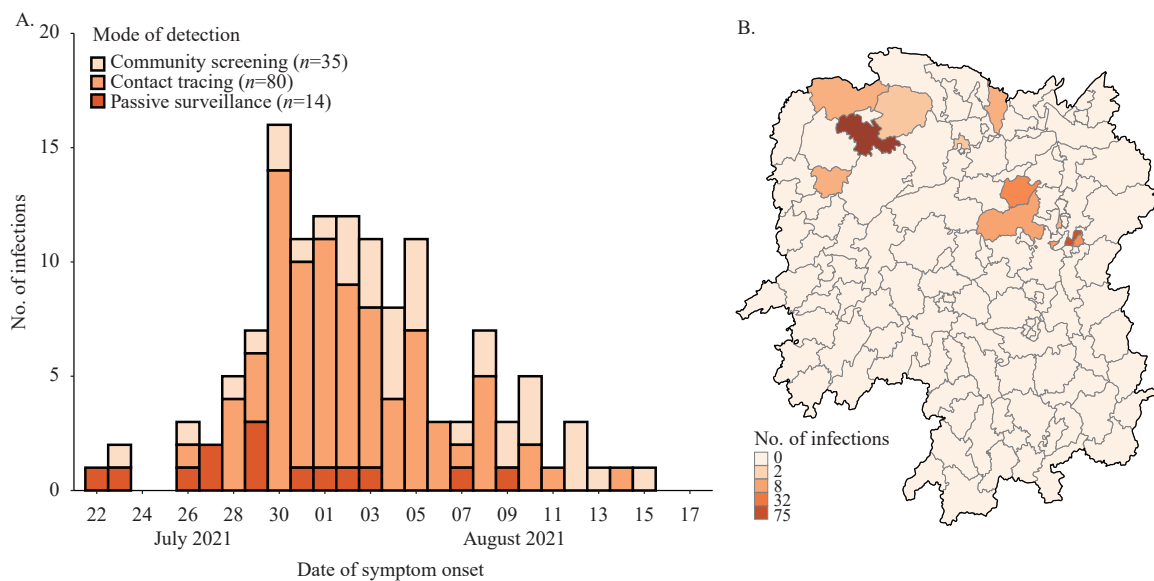 A.
20
15
10
5
0
No. of infections
Mode of detection
Community screening (n=35)
Contact tracing (n=80)
Passive surveillance (n=14)
22 24 26 28 30 01 03 05 07 09 11 13 15 17
July 2021 August 2021
Date of symptom onset
B.
No. of infections
0
2
8
32
75